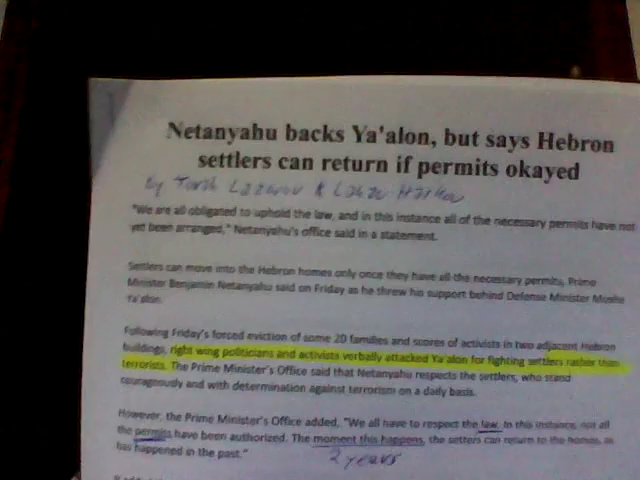 Netanyahu backs Ya'alon, but says Hebron
settlers can return if permits okayed
by
"We are all obligated to uphold the law, and in this instance all of the necessary permits have not
yet been arranged," Netanyahu's office said in a statement.
Settlers can move into the Hebron homes only once they have all the necessary permits, Prime
Minister Benjamin Netanyahu said on Friday as he threw his support behind Defense Minister Moshe
Ya'alon.
Following Friday's forced eviction of some 20 families and scores of activists in two adjacent Hebron
buildings, right wing politicians and activists verbally attacked Ya'alon for fighting settlers rather than
terrorists. The Prime Minister's Office said that Netanyahu respects the settlers, who stand
courageously and with determination against terrorism on a daily basis.
However, the Prime Minister's Office added, "We all have to respect the law. In this instance, not all
the permits have been authorized. The moment this happens, the settlers can return to the homes, as
has happened in the past."
2 years